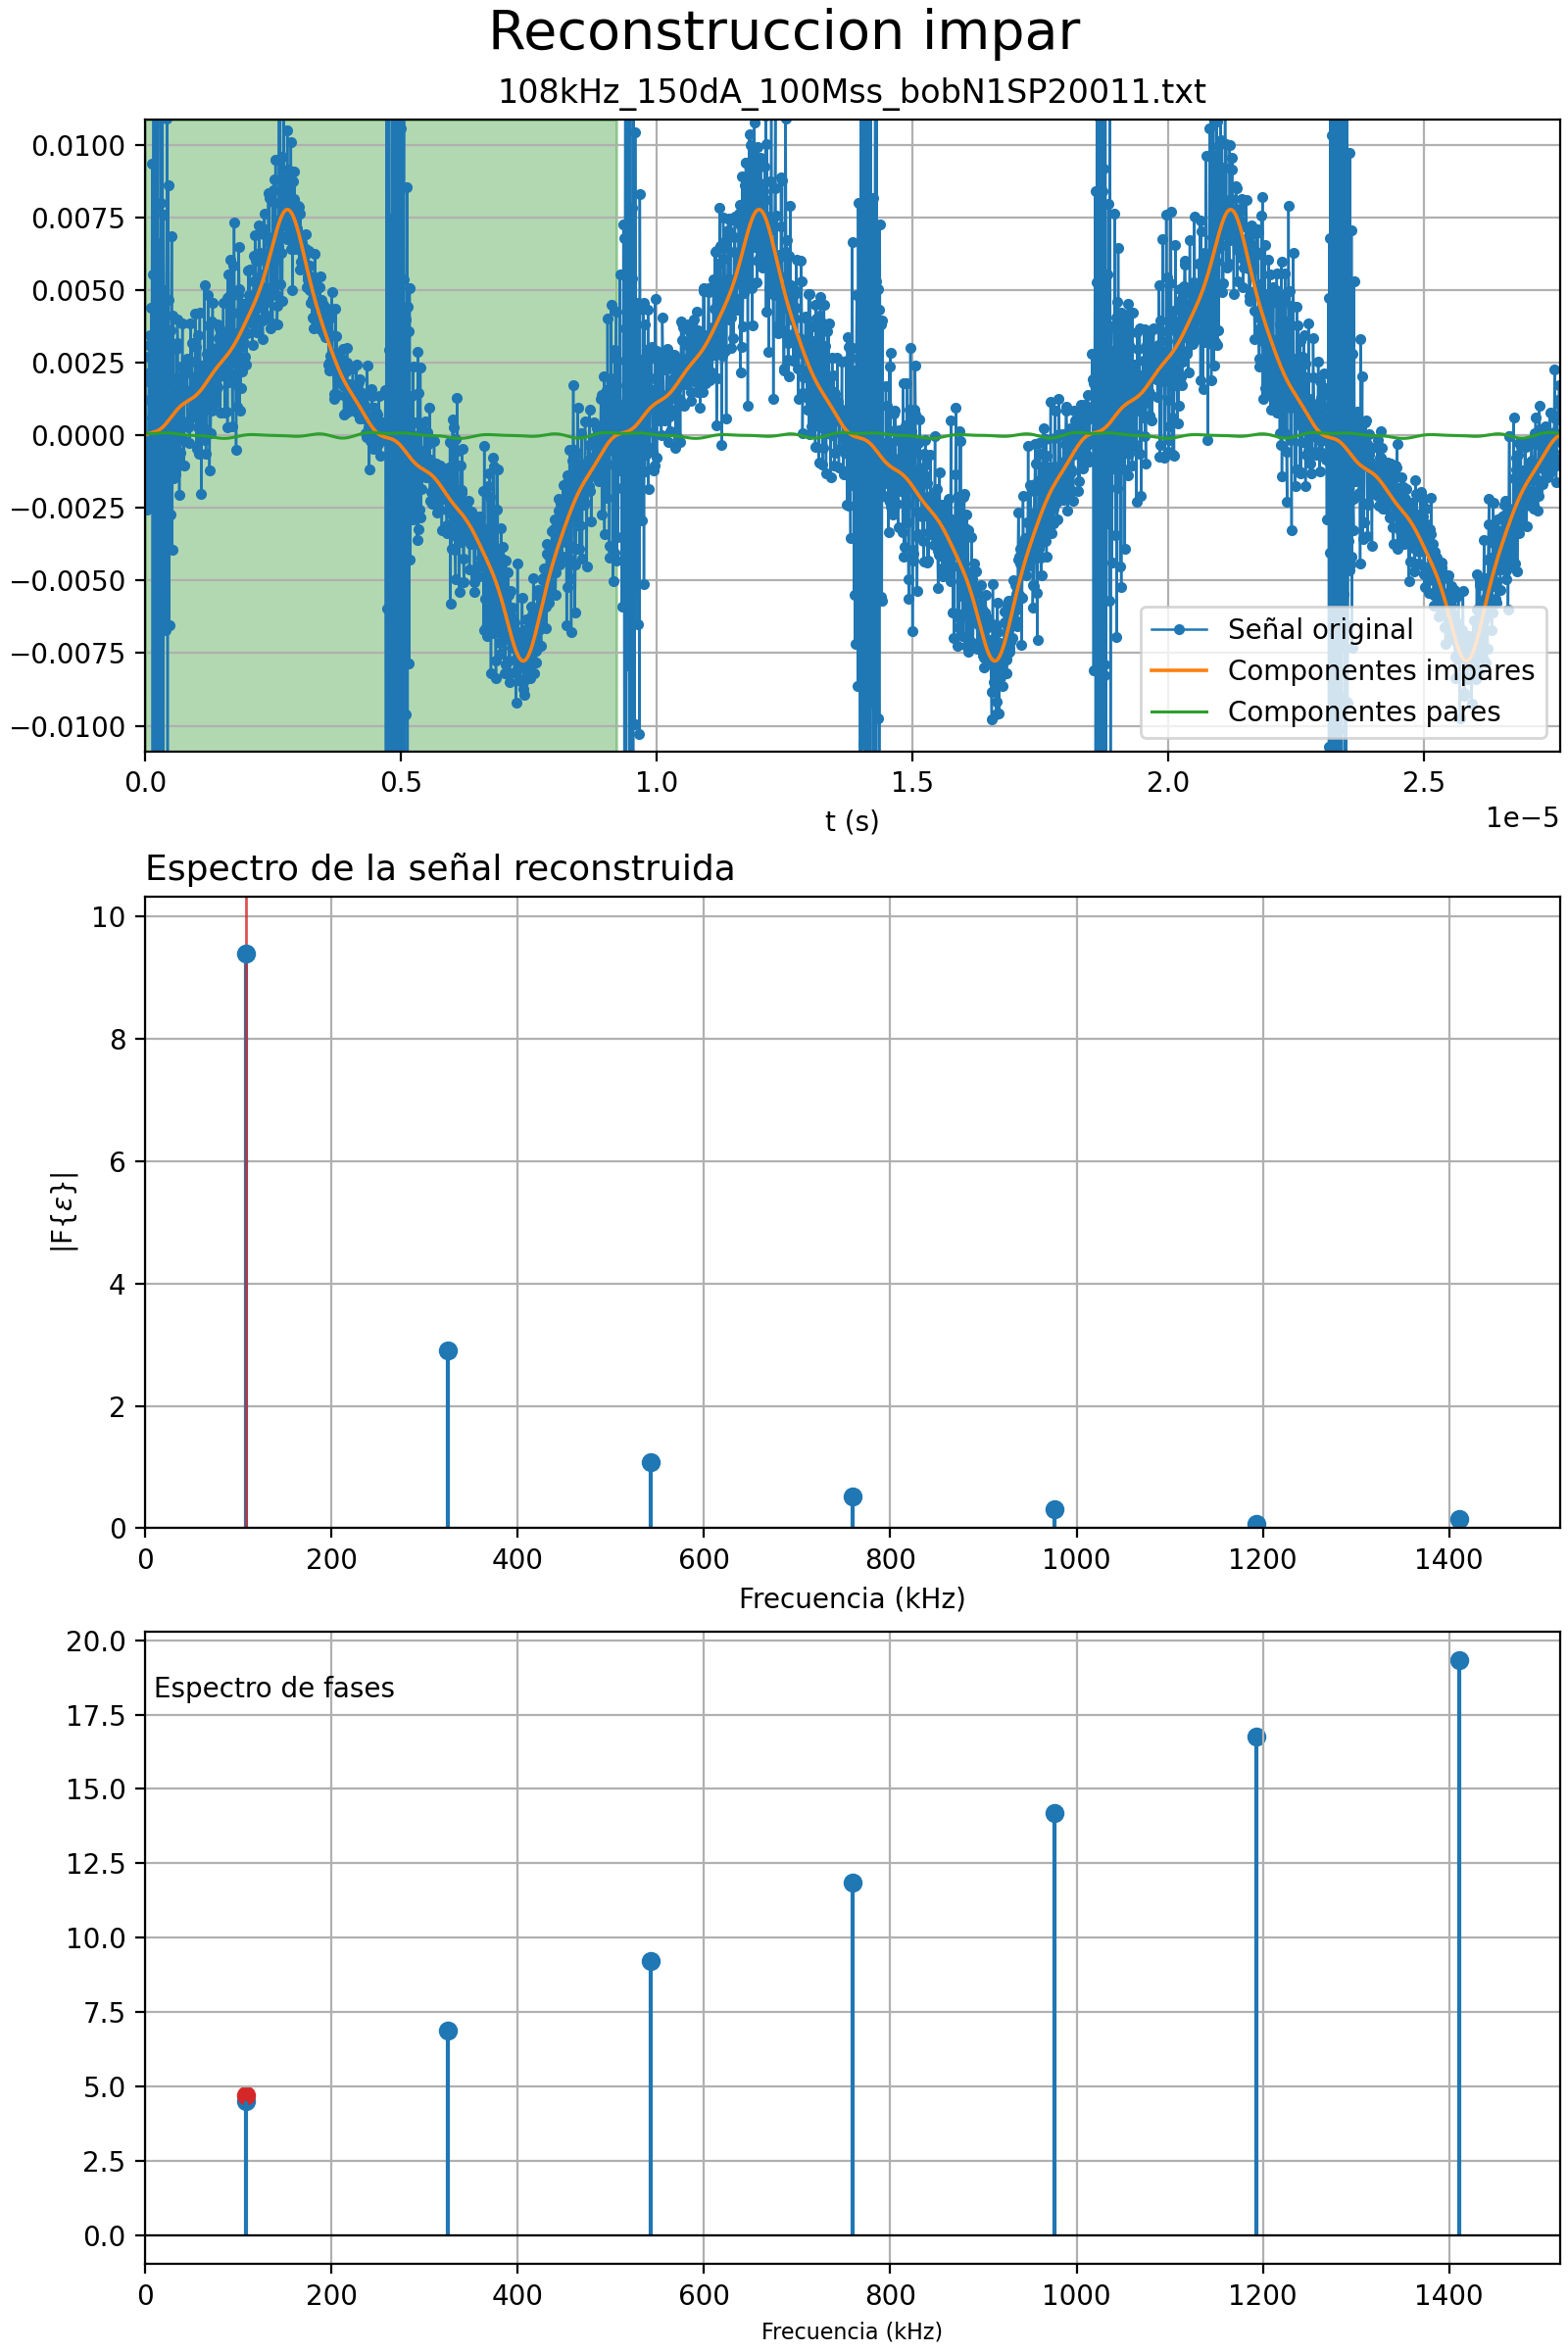 Reconstruccion impar
108kHz_150dA_100Mss_bobN1SP20011.txt
0.0100
0.0075
0.0050
0.0025
0.0000
−0.0025
−0.0050
−0.0075
−0.0100
Señal original
Componentes impares
Componentes pares
0.0 0.5 1.0 1.5 2.0 2.5
1e−5
t (s)
Espectro de la señal reconstruida
10
8
6
4
2
0
|F{ε}|
0 200 400 600 800 1000 1200 1400
Frecuencia (kHz)
20.0
17.5
15.0
12.5
10.0
7.5
5.0
2.5
0.0
Espectro de fases
0 200 400 600 800 1000 1200 1400
Frecuencia (kHz)